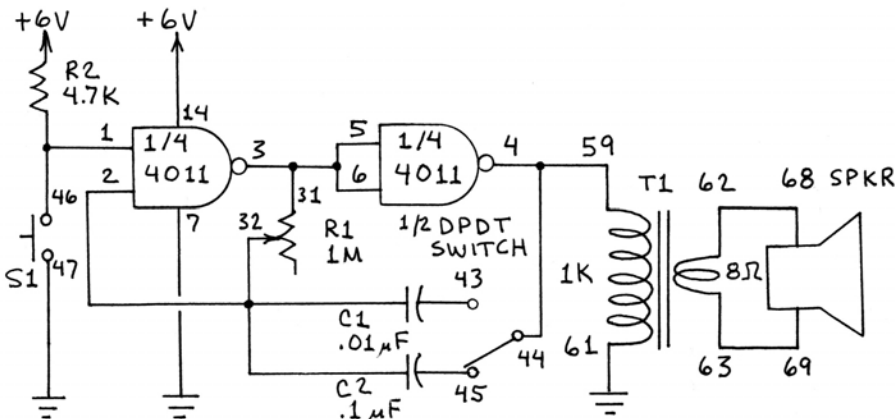 +6V
+6V
R2
4.7K
14
1
1/4
4011
3
2
7
5
1/4
4011
6
4
59
46
47
S1
31
32
R1
1M
1/2 DPDT
SWITCH
43
C1
.01μF
44
C2
.1μF
45
T1
1K
61
62
8Ω
63
68 SPKR
69